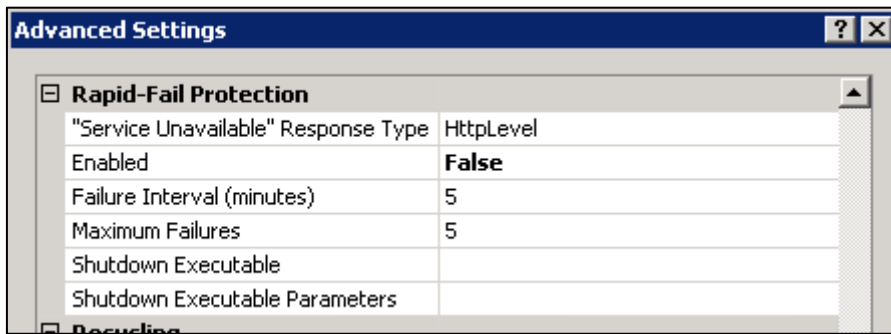 Advanced Settings
Rapid-Fail Protection
"Service Unavailable" Response Type HttpLevel
Enabled False
Failure Interval (minutes) 5
Maximum Failures 5
Shutdown Executable
Shutdown Executable Parameters
Recycling